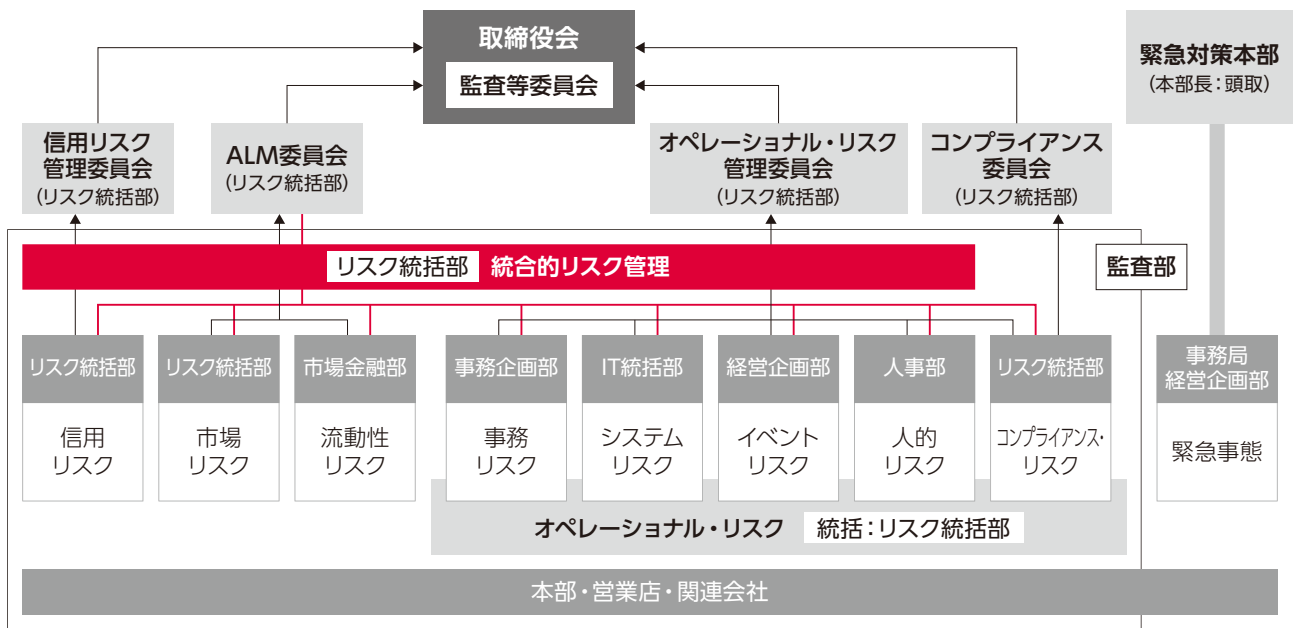 取締役会
監査等委員会
緊急対策本部
(本部長:頭取)
信用リスク
管理委員会
(リスク統括部)
ALM委員会
(リスク統括部)
オペレーショナル・リスク
管理委員会
(リスク統括部)
コンプライアンス
委員会
(リスク統括部)
リスク統括部 統合的リスク管理
監査部
リスク統括部
リスク統括部
市場金融部
事務企画部
IT統括部
経営企画部
人事部
リスク統括部
事務局
経営企画部
信用
リスク
市場
リスク
流動性
リスク
事務
リスク
システム
リスク
イベント
リスク
人的
リスク
コンプライアンス・
リスク
緊急事態
オペレーショナル・リスク 統括:リスク統括部
本部・営業店・関連会社